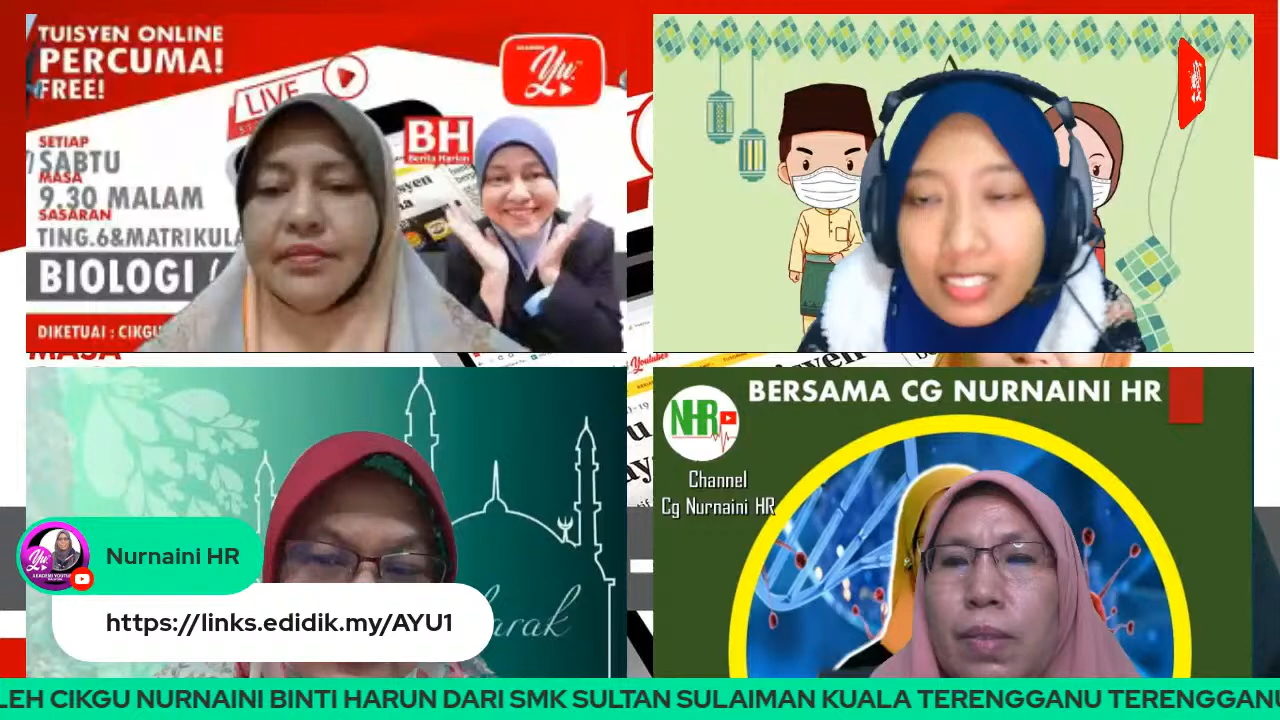 TUISYEN ONLINE
PERCUMA!
FREE!
LIVE
Yu
BH
Berita Harian
SETIAP
SABTU
MASA
9.30 MALAM
SASARAN
TING.6&MATRIKULA
BIOLOGI (
DIKETUAI : CIKGU
MASA
BERSAMA CG NURNAINI HR
NHR
Channel
Cg Nurnaini HR
Nurnaini HR
https://links.edidik.my/AYU1
arak
LEH CIKGU NURNAINI BINTI HARUN DARI SMK SULTAN SULAIMAN KUALA TERENGGANU TERENGGANU